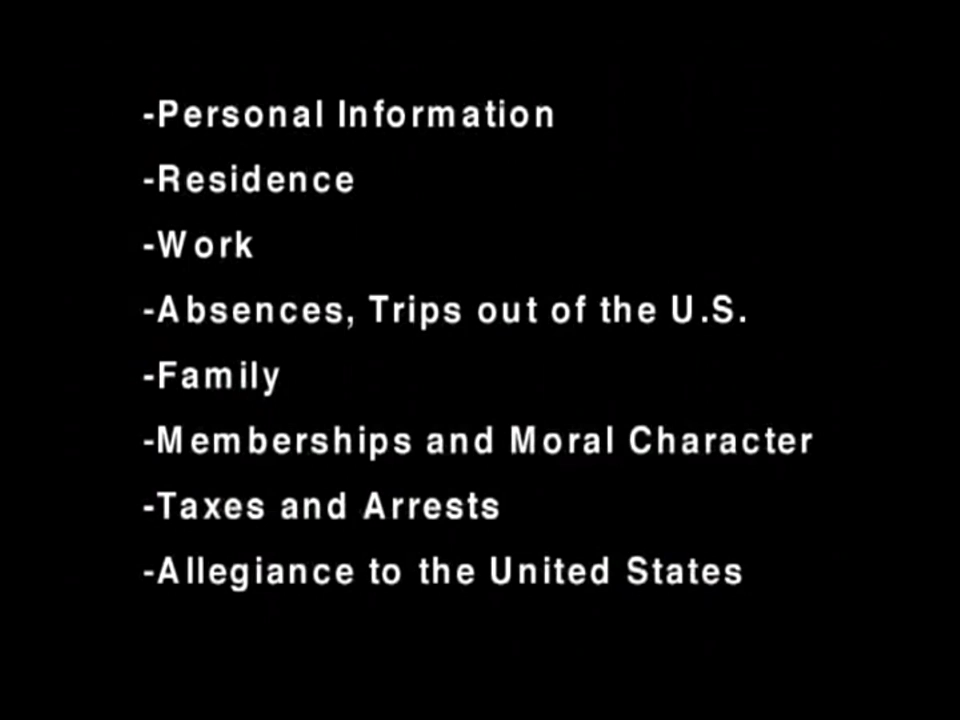 -Personal Information
-Residence
-Work
-Absences, Trips out of the U.S.
-Family
-Memberships and Moral Character
-Taxes and Arrests
-Allegiance to the United States